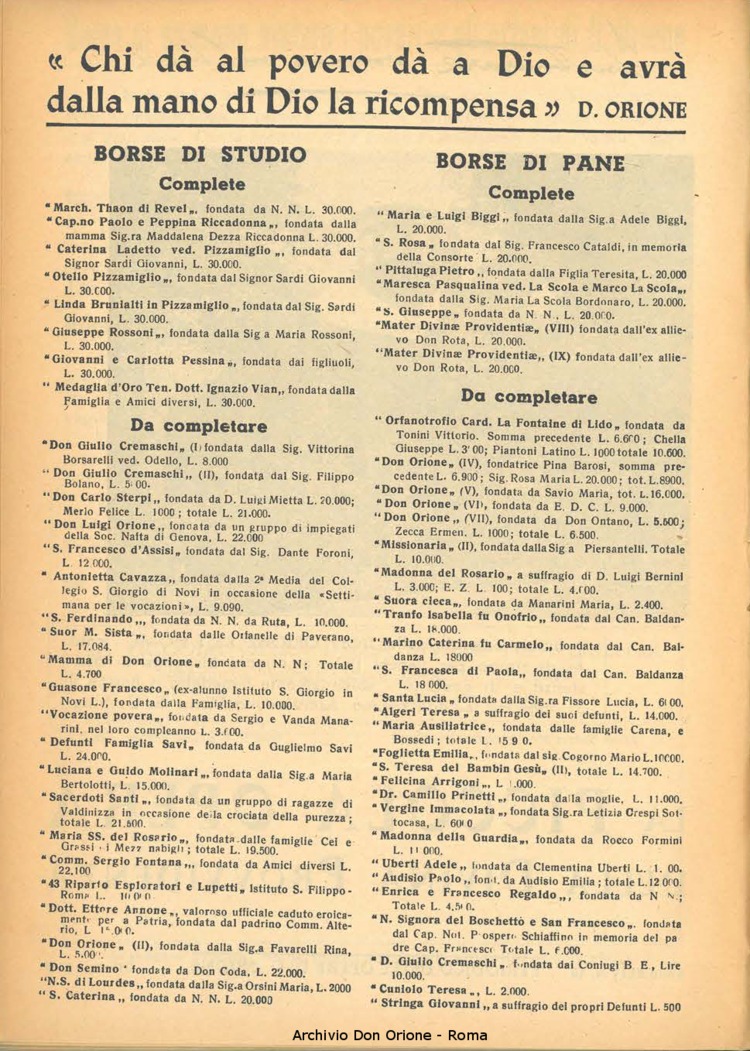 « Chi dà al povero dà a Dio e avrà
dalla mano di Dio la ricompensa » D. ORIONE
BORSE DI STUDIO
Complete
“ March. Thaon di Revel „, fondata da N. N. L. 30.000.
“ Cap.no Paolo e Peppina Riccadonna „, fondata dalla
mamma Sig.ra Maddalena Dezza Riccadonna L. 30.000.
“ Caterina Ladetto ved. Pizzamiglio „, fondata dal
Signor Sardi Giovanni, L. 30.000.
“ Otello Pizzamiglio „, fondata dal Signor Sardi Giovanni
L. 30.000.
“ Linda Brunialti in Pizzamiglio „, fondata dal Sig. Sardi
Giovanni, L. 30.000.
“ Giuseppe Rossoni „, fondata dalla Sig a Maria Rossoni,
L. 30.000.
“ Giovanni e Carlotta Pessina „, fondata dai figliuoli,
L. 30.000.
“ Medaglia d'Oro Ten. Dott. Ignazio Vian „, fondata dalla
Famiglia e Amici diversi, L. 30.000.
Da completare
“ Don Giulio Cremaschi „ (I) fondata dalla Sig. Vittorina
Borsarelli ved. Odello, L. 8.000
“ Don Giulio Cremaschi „ (II), fondata dal Sig. Filippo
Bolano, L.
“ Don Carlo Sterpi „, fondata da D. Luigi Mietta L. 20.000;
Merlo Felice L. 1000 ; totale L. 21.000.
“ Don Luigi Orione „, fondata da un gruppo di impiegati
della Soc. Nafta di Genova, L. 22.000
“ S. Francesco d'Assisi „ fondata dal Sig. Dante Foroni,
L. 12.000.
“ Antonietta Cavazza „, fondata dalla 2ª Media del Col-
legio S. Giorgio di Novi in occasione della «Setti-
mana per le vocazioni», L. 9.090.
“ S. Ferdinando „, fondata da N. N. da Ruta, L. 10.000.
“ Suor M. Sista „, fondata dalle Orfanelle di Paverano,
L. 17.084.
“ Mamma di Don Orione „ fondata da N. N; Totale
L. 4.700
“ Guasone Francesco „ (ex-alunno Istituto S. Giorgio in
Novi L.), fondata dalla Famiglia, L. 10.000.
“ Vocazione povera „, fondata da Sergio e Vanda Mana-
rini, nel loro compleanno L.
“ Defunti Famiglia Savi „ fondata da Guglielmo Savi
L. 24.000.
“ Luciana e Guido Molinari „, fondata dalla Sig.a Maria
Bertolotti, L. 15.000.
“ Sacerdoti Santi „, fondata da un gruppo di ragazze di
Valdinizza in occasione della crociata della purezza ;
totale L. 21.500.
“ Maria SS. del Rosario „, fondata dalle famiglie Cei e
Grassi ; totale L. 19.500.
“ Comm. Sergio Fontana „, fondata da Amici diversi L.
22.100
“ 43 Riparto Esploratori e Lupetti „ Istituto S. Filippo -
Roma L.
“ Dott. Ettore Annone „, valoroso ufficiale caduto eroica-
mente per a Patria, fondata dal padrino Comm. Alte-
rio, L.
“ Don Orione „ (II), fondata dalla Sig.a Favarelli Rina,
L.
“ Don Semino “ fondata da Don Coda, L. 22.000.
“ N.S. di Lourdes „, fondata dalla Sig.a Orsini Maria, L. 2000
“ S. Caterina „, fondata da N. N. L. 20.000
BORSE DI PANE
Complete
“ Maria e Luigi Biggi „, fondata dalla Sig.a Adele Biggi,
L. 20.000.
“ S. Rosa „ fondata dal Sig. Francesco Cataldi, in memoria
della Consorte L. 20.000.
“ Pittaluga Pietro „, fondata dalla Figlia Teresita, L. 20.000
“ Maresca Pasqualina ved. La Scola e Marco La Scola „,
fondata dalla Sig. Maria La Scola Bordonaro, L. 20.000.
“ S. Giuseppe „ fondata da N. N., L. 20.000.
“ Mater Divinæ Providentiæ „ (VIII) fondata dall'ex allie-
vo Don Rota, L. 20.000.
“ Mater Divinæ Providentiæ „, (IX) fondata dall'ex allie-
vo Don Rota, L. 20.000.
Da completare
“ Orfanotrofio Card. La Fontaine di Lido „ fondata da
Tonini Vittorio. Somma precedente L. 6.600 ; Chella
Giuseppe L. ; Piantoni Latino L. 1000 totale 10.600.
“ Don Orione „ (IV), fondatrice Pina Barosi, somma pre-
cedente L. 6.900 ; Sig. Rosa Maria L. 20.000 ; tot. L.8900.
“ Don Orione „ (V), fondata da Savio Maria, tot. L. 16.000.
“ Don Orione „ (VI), fondata da E. D. C. L. 9.000.
“ Don Orione „ (VII), fondata da Don Ontano, L. 5.500;
Zecca Ermen. L. 1000; totale L. 6.500.
“ Missionaria „ (II), fondata dalla Sig a Piersantelli. Totale
L. 10.000.
“ Madonna del Rosario „ a suffragio di D. Luigi Bernini
L. 3.000; E. Z. L. 100; totale L.
“ Suora cieca „, fondata da Manarini Maria, L. 2.400.
“ Tranfo Isabella fu Onofrio „, fondata dal Can. Baldan-
za L. 18.000.
“ Marino Caterina fu Carmelo „, fondata dal Can. Bal-
danza L. 18000
“ S. Francesca di Paola „, fondata dal Can. Baldanza
L. 18 000.
“ Santa Lucia „ fondata dalla Sig.ra Fissore Lucia, L.
“ Algeri Teresa „ a suffragio dei suoi defunti, L. 14.000.
“ Maria Ausiliatrice „, fondata dalle famiglie Carena, e
Bossedi ; totale L.
“ Foglietta Emilia „, fondata dal sig. Cogorno Mario L.10000.
“ S. Teresa del Bambin Gesù „ (II), totale L. 14.700.
“ Felicina Arrigoni „, L
“ Dr. Camillo Prinetti „, fondata dalla moglie, L. 11.000.
“ Vergine Immacolata „, fondata Sig.ra Letizia Crespi Sot-
tocasa, L.
“ Madonna della Guardia „, fondata da Rocco Formini
L. 11 000.
“ Uberti Adele „, fondata da Clementina Uberti L.
“ Audisio Paolo „, fond. da Audisio Emilia ; totale L. 12 000.
“ Enrica e Francesco Regaldo „, fondata da N N ;
Totale L.
“ N. Signora del Boschetto e San Francesco „ fondata
dal Cap. Not. Prospero Schiaffino in memoria del pa
dre Cap. Francesco Totale L.
“ D. Giulio Cremaschi „ fondata dai Coniugi B E , Lire
10.000.
“ Cuniolo Teresa „, L. 2.000.
“ Stringa Giovanni „, a suffragio dei propri Defunti L. 500
Archivio Don Orione - Roma